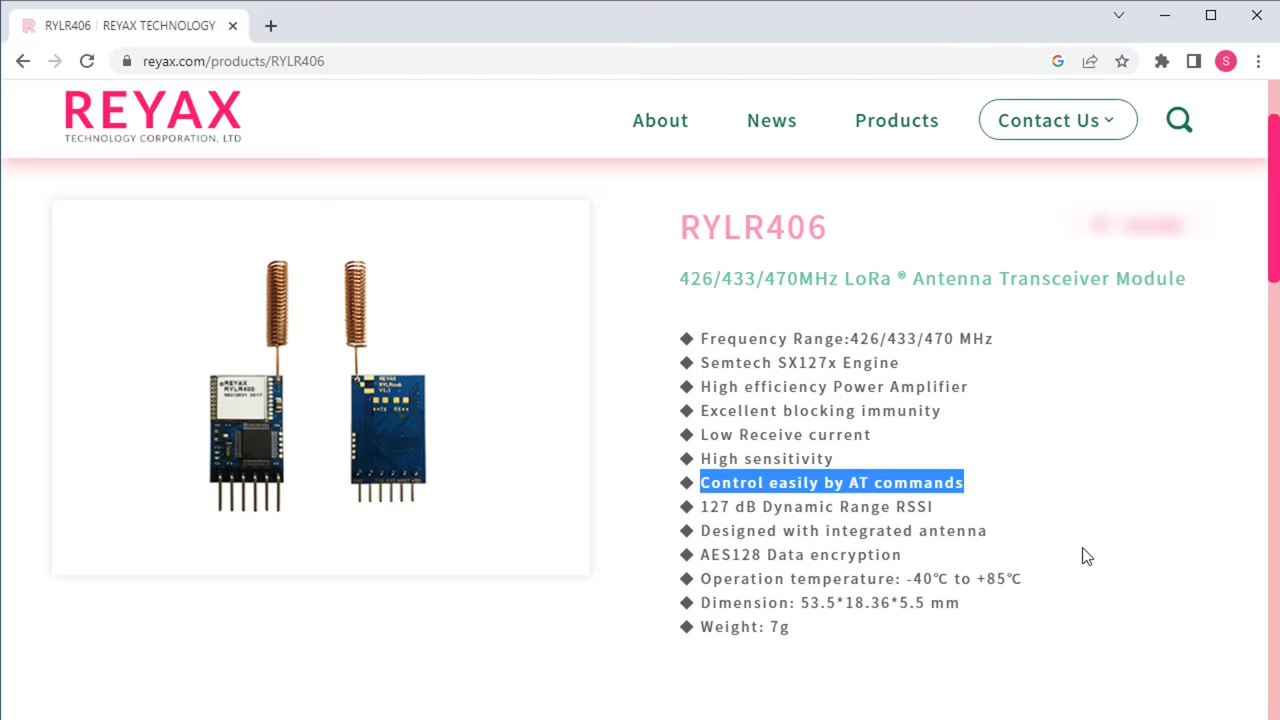 RYLR406 | REYAX TECHNOLOGY
reyax.com/products/RYLR406
S
REYAX
TECHNOLOGY CORPORATION, LTD
About
News
Products
Contact Us
RYLR406
426/433/470MHz LoRa ® Antenna Transceiver Module
◆ Frequency Range:426/433/470 MHz
◆ Semtech SX127x Engine
◆ High efficiency Power Amplifier
◆ Excellent blocking immunity
◆ Low Receive current
◆ High sensitivity
◆ Control easily by AT commands
◆ 127 dB Dynamic Range RSSI
◆ Designed with integrated antenna
◆ AES128 Data encryption
◆ Operation temperature: -40℃ to +85℃
◆ Dimension: 53.5*18.36*5.5 mm
◆ Weight: 7g
REYAX
RYLR400
REYAX